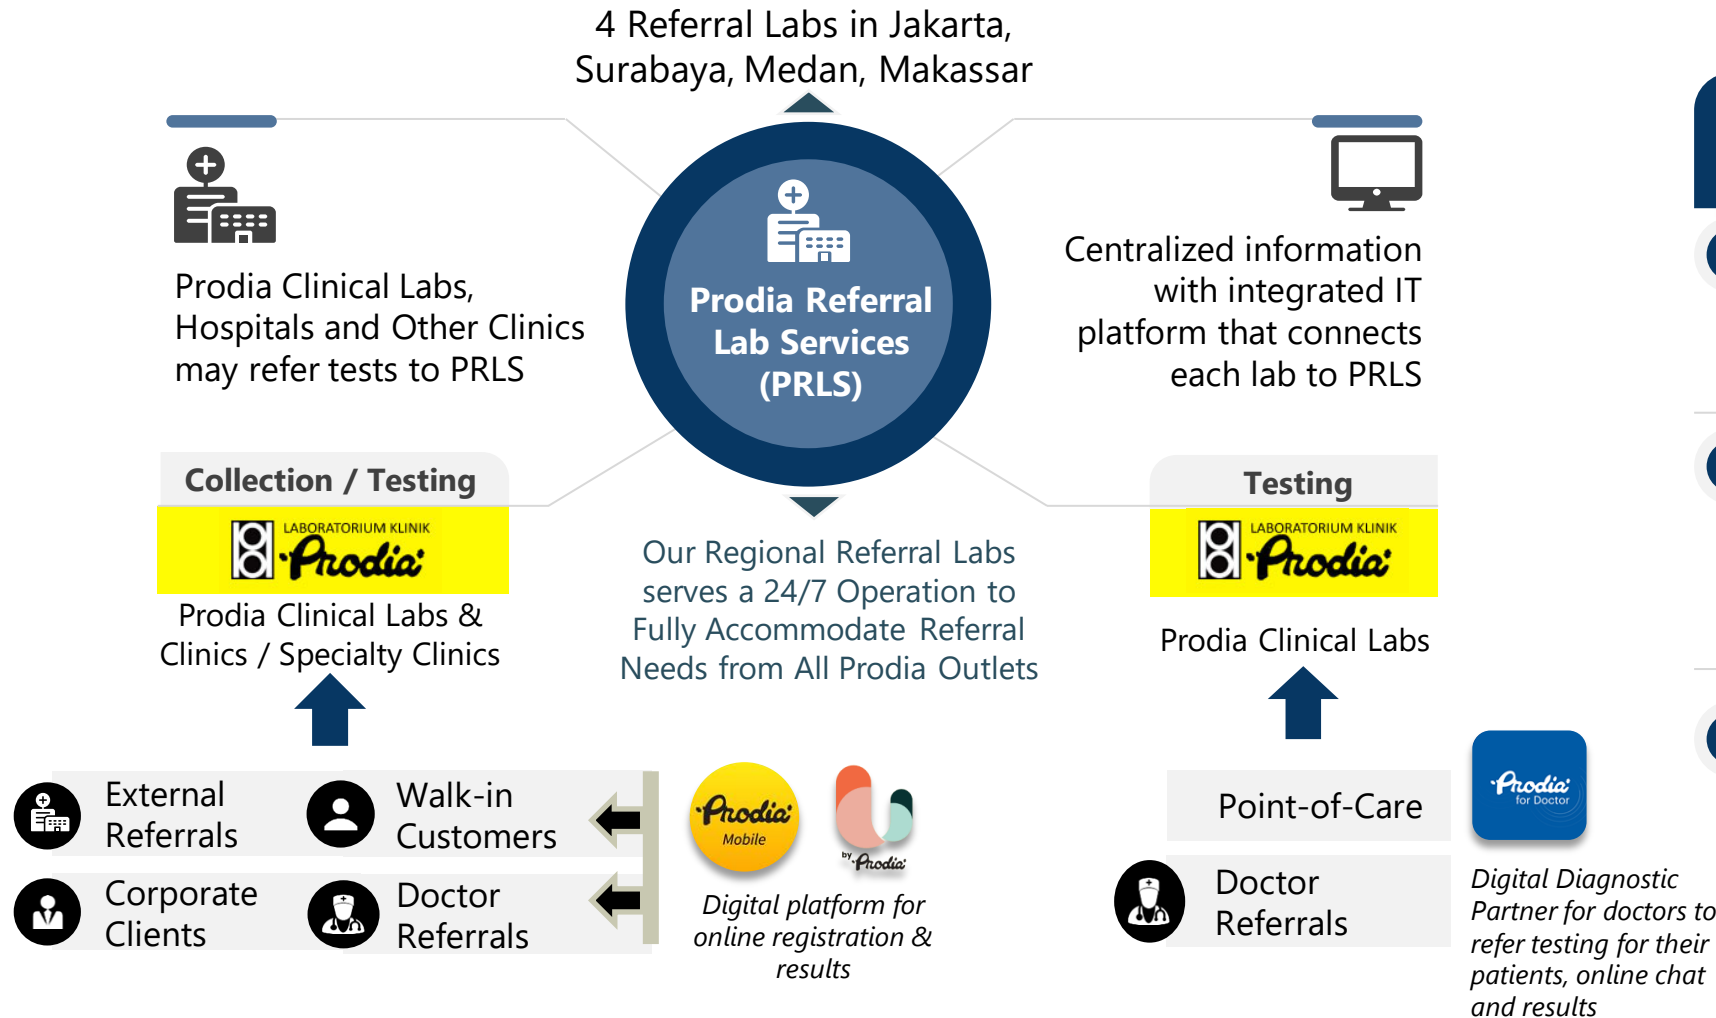 4 Referral Labs in Jakarta,
Surabaya, Medan, Makassar
Prodia Clinical Labs,
Hospitals and Other Clinics
may refer tests to PRLS
Prodia Referral
Lab Services
(PRLS)
Centralized information
with integrated IT
platform that connects
each lab to PRLS
Collection / Testing
LABORATORIUM KLINIK
Prodia
Prodia Clinical Labs &
Clinics / Specialty Clinics
Our Regional Referral Labs
serves a 24/7 Operation to
Fully Accommodate Referral
Needs from All Prodia Outlets
Testing
LABORATORIUM KLINIK
Prodia
Prodia Clinical Labs
External
Referrals
Walk-in
Customers
Corporate
Clients
Doctor
Referrals
Prodia
Mobile
U
by Prodia
Digital platform for
online registration &
results
Point-of-Care
Doctor
Referrals
Prodia
for Doctor
Digital Diagnostic
Partner for doctors to
refer testing for their
patients, online chat
and results